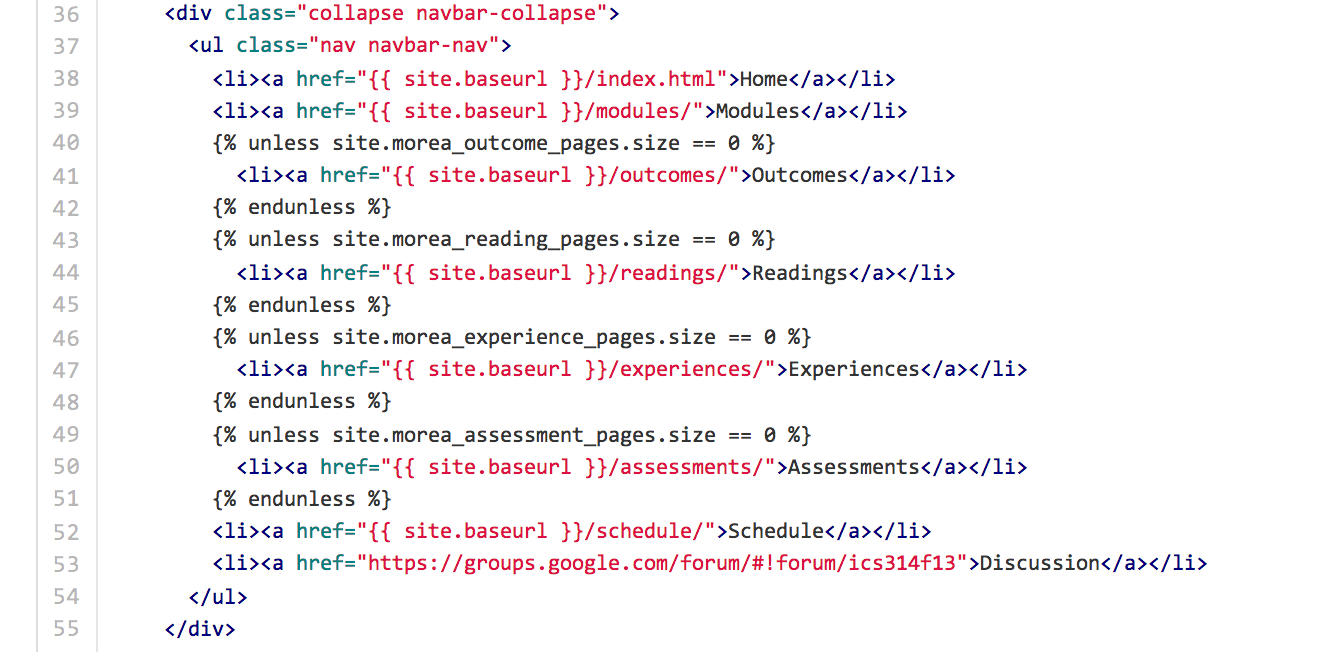 36 <div class="collapse navbar-collapse">
37 <ul class="nav navbar-nav">
38 <li><a href="{{ site.baseurl }}/index.html">Home</a></li>
39 <li><a href="{{ site.baseurl }}/modules/">Modules</a></li>
40 {% unless site.morea_outcome_pages.size == 0 %}
41 <li><a href="{{ site.baseurl }}/outcomes/">Outcomes</a></li>
42 {% endunless %}
43 {% unless site.morea_reading_pages.size == 0 %}
44 <li><a href="{{ site.baseurl }}/readings/">Readings</a></li>
45 {% endunless %}
46 {% unless site.morea_experience_pages.size == 0 %}
47 <li><a href="{{ site.baseurl }}/experiences/">Experiences</a></li>
48 {% endunless %}
49 {% unless site.morea_assessment_pages.size == 0 %}
50 <li><a href="{{ site.baseurl }}/assessments/">Assessments</a></li>
51 {% endunless %}
52 <li><a href="{{ site.baseurl }}/schedule/">Schedule</a></li>
53 <li><a href="https://groups.google.com/forum/#!forum/ics314f13">Discussion</a></li>
54 </ul>
55 </div>